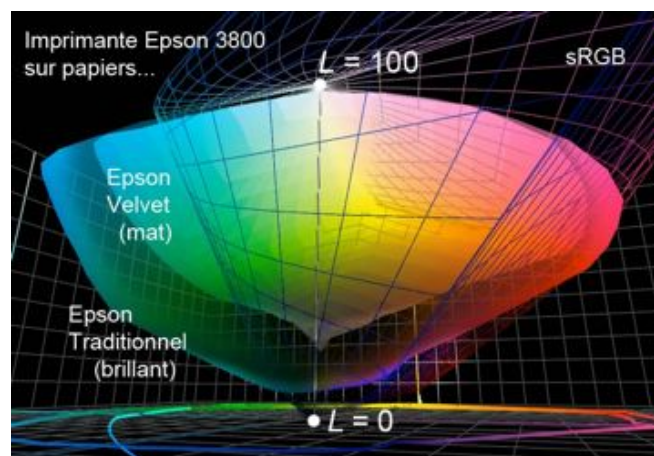 Imprimante Epson 3800
sur papiers...
L = 100
sRGB
Epson
Velvet
(mat)
Epson
Traditionnel
(brillant)
L = 0